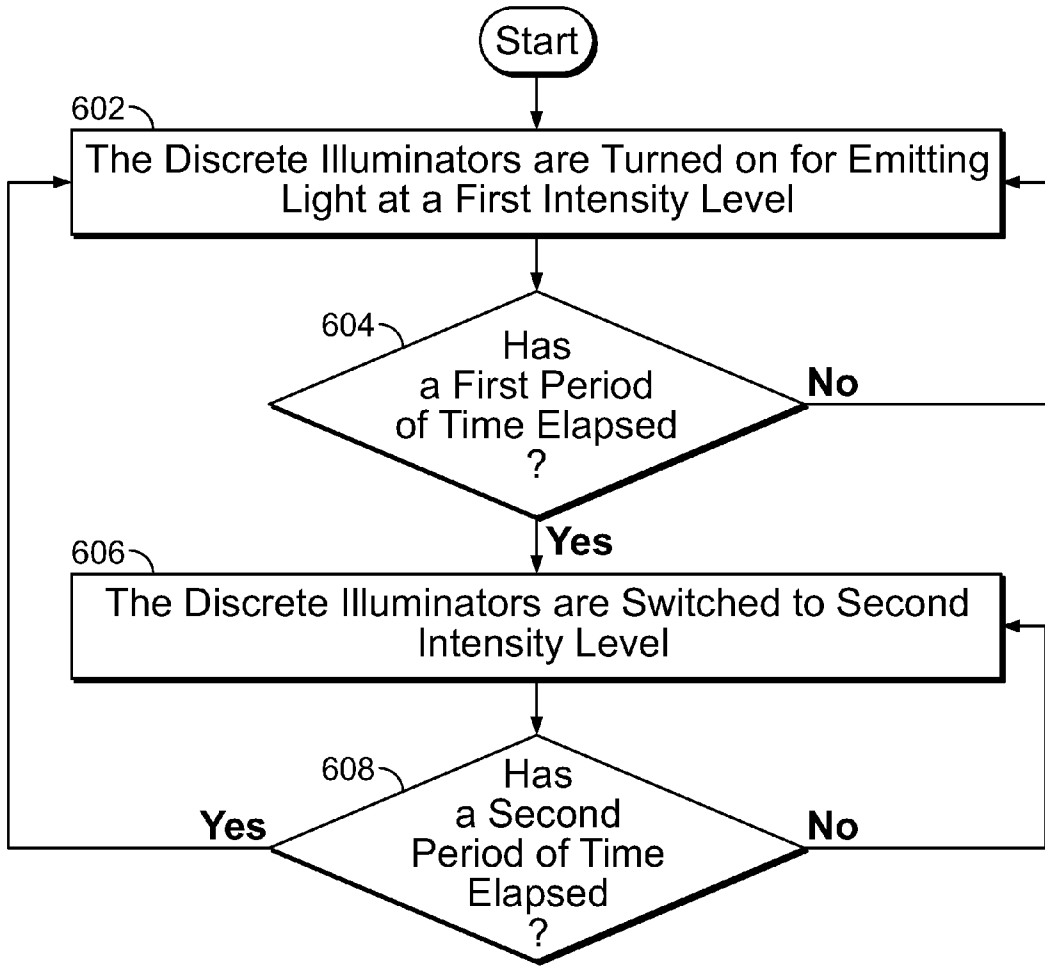 Start
602
The Discrete Illuminators are Turned on for Emitting
Light at a First Intensity Level
604
Has
a First Period
of Time Elapsed
?
No
Yes
606
The Discrete Illuminators are Switched to Second
Intensity Level
608
Has
a Second
Period of Time
Elapsed
?
Yes
No